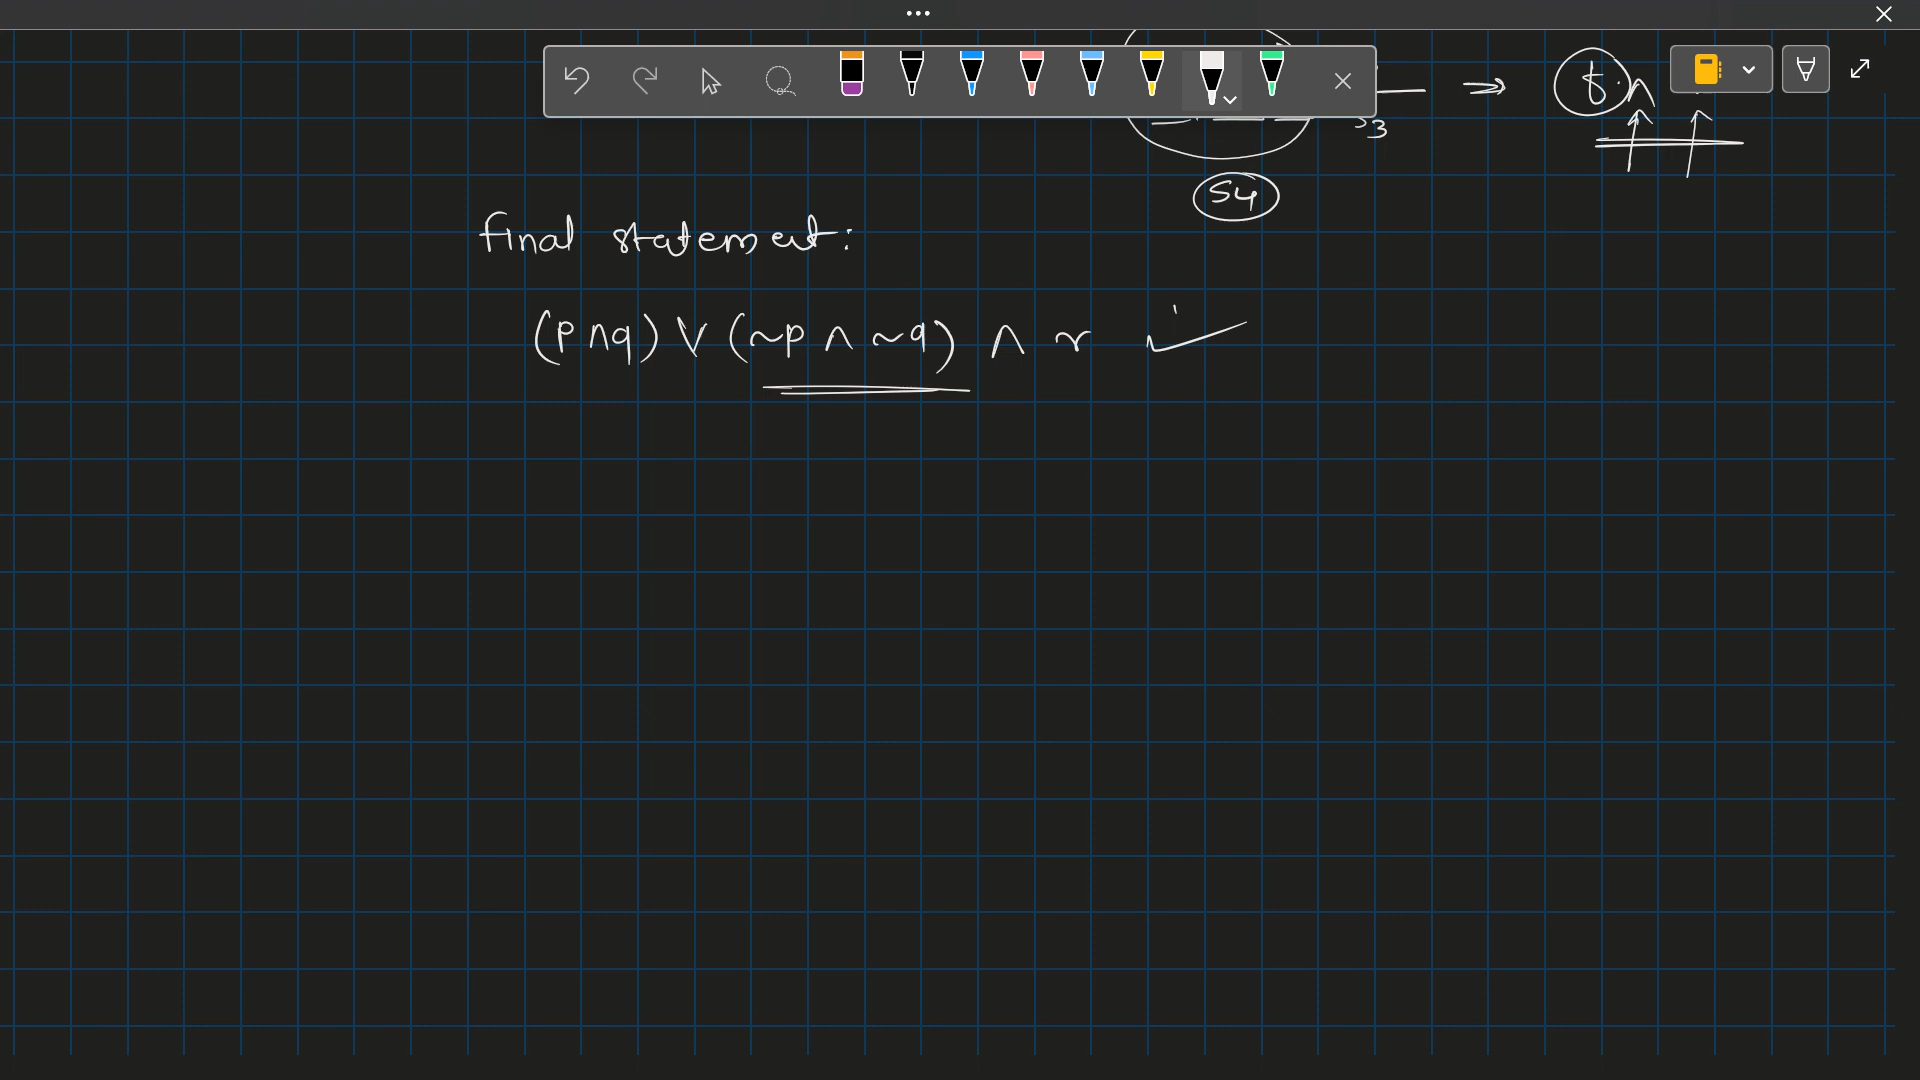 S3
S4
final statement:
(p ∧ q) ∨ (~p ∧ ~q) ∧ r ✓